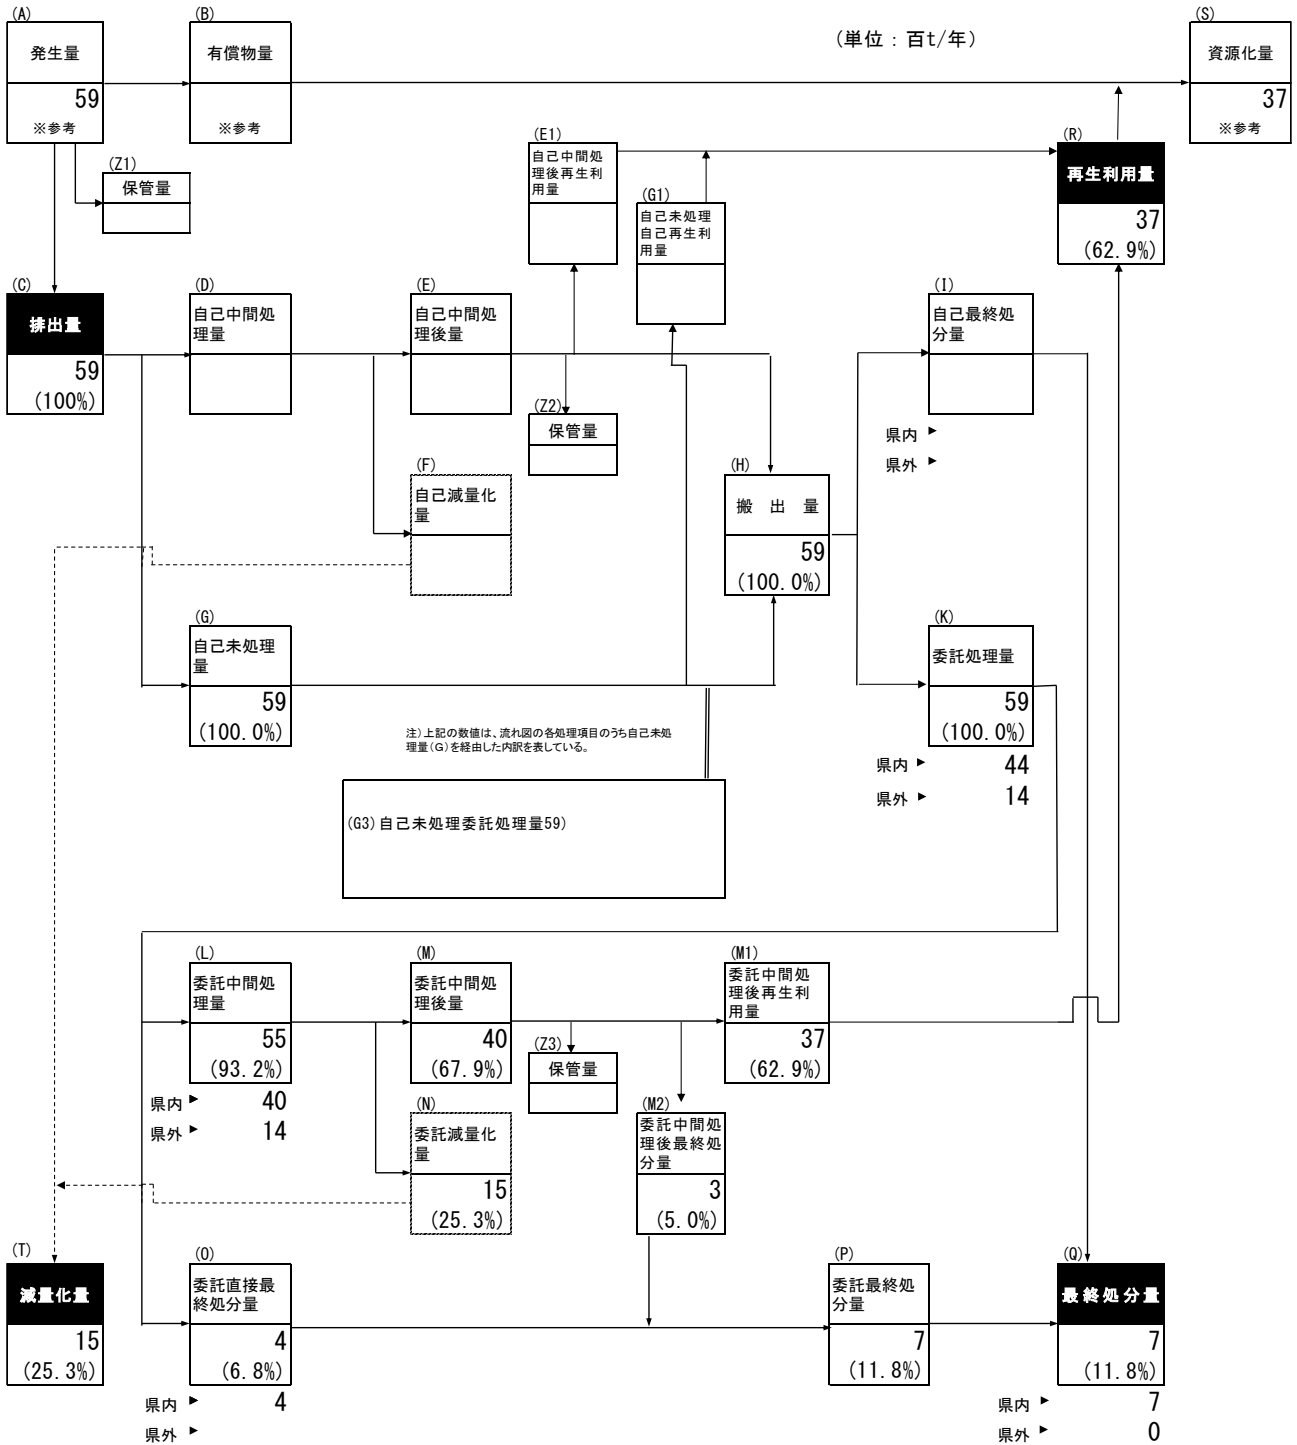 (A)
発生量
59
※参考
(B)
有償物量
※参考
(単位：百t/年)
(S)
資源化量
37
※参考
(Z1)
保管量
(E1)
自己中間処
理後再生利
用量
(G1)
自己未処理
自己再生利
用量
(R)
再生利用量
37
(62.9%)
(C)
排出量
59
(100%)
(D)
自己中間処
理量
(E)
自己中間処
理後量
(Z2)
保管量
(I)
自己最終処
分量
県内
県外
(F)
自己減量化
量
(H)
搬 出 量
59
(100.0%)
(G)
自己未処理
量
59
(100.0%)
(K)
委託処理量
59
(100.0%)
県内 44
県外 14
注)上記の数値は、流れ図の各処理項目のうち自己未処
理量(G)を経由した内訳を表している。
(G3)自己未処理委託処理量59)
(L)
委託中間処
理量
55
(93.2%)
県内 40
県外 14
(M)
委託中間処
理後量
40
(67.9%)
(Z3)
保管量
(M1)
委託中間処
理後再生利
用量
37
(62.9%)
(N)
委託減量化
量
15
(25.3%)
(M2)
委託中間処
理後最終処
分量
3
(5.0%)
(T)
減量化量
15
(25.3%)
(O)
委託直接最
終処分量
4
(6.8%)
県内 4
県外
(P)
委託最終処
分量
7
(11.8%)
(Q)
最終処分量
7
(11.8%)
県内 7
県外 0